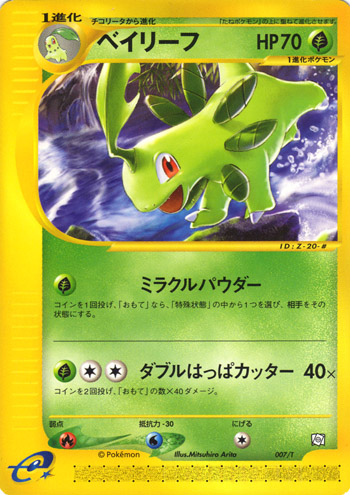 1進化
チコリータから進化
「たねポケモン」の上に重ねて進化させます
ベイリーフ
HP70
1進化ポケモン
ID:Z-20-#
ミラクルパウダー
コインを1回投げ、「おもて」なら、「特殊状態」の中から1つを選び、相手をその状態にする。
ダブルはっぱカッター 40×
コインを2回投げ、「おもて」の数×40ダメージ。
弱点
抵抗力 -30
にげる
©Pokémon
Illus.Mitsuhiro Arita
007/T
e